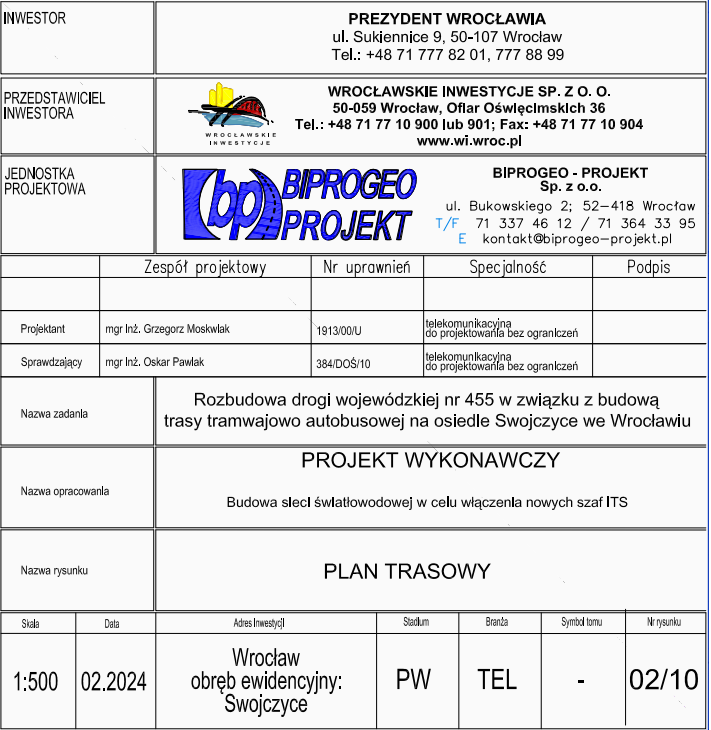 INWESTOR
PREZYDENT WROCŁAWIA
ul. Sukiennice 9, 50-107 Wrocław
Tel.: +48 71 777 82 01, 777 88 99
PRZEDSTAWICIEL
INWESTORA
WROCŁAWSKIE
INWESTYCJE
WROCŁAWSKIE INWESTYCJE SP. Z O. O.
50-059 Wrocław, Ofiar Oświęcimskich 36
Tel.: +48 71 77 10 900 lub 901; Fax: +48 71 77 10 904
www.wi.wroc.pl
JEDNOSTKA
PROJEKTOWA
bp BIPROGEO
PROJEKT
BIPROGEO - PROJEKT
Sp. z o.o.
ul. Bukowskiego 2; 52-418 Wrocław
T/F 71 337 46 12 / 71 364 33 95
E kontakt@biprogeo-projekt.pl
Zespół projektowy Nr uprawnień Specjalność Podpis
Projektant mgr inż. Grzegorz Moskwiak 1913/00/U telekomunikacyjna
do projektowania bez ograniczeń
Sprawdzający mgr inż. Oskar Pawlak 384/DOŚ/10 telekomunikacyjna
do projektowania bez ograniczeń
Nazwa zadania
Rozbudowa drogi wojewódzkiej nr 455 w związku z budową
trasy tramwajowo autobusowej na osiedle Swojczyce we Wrocławiu
Nazwa opracowania
PROJEKT WYKONAWCZY
Budowa sieci światłowodowej w celu włączenia nowych szaf ITS
Nazwa rysunku
PLAN TRASOWY
Skala Data Adres Inwestycji Stadium Branża Symbol tomu Nr rysunku
1:500 02.2024 Wrocław
obręb ewidencyjny:
Swojczyce
PW TEL - 02/10